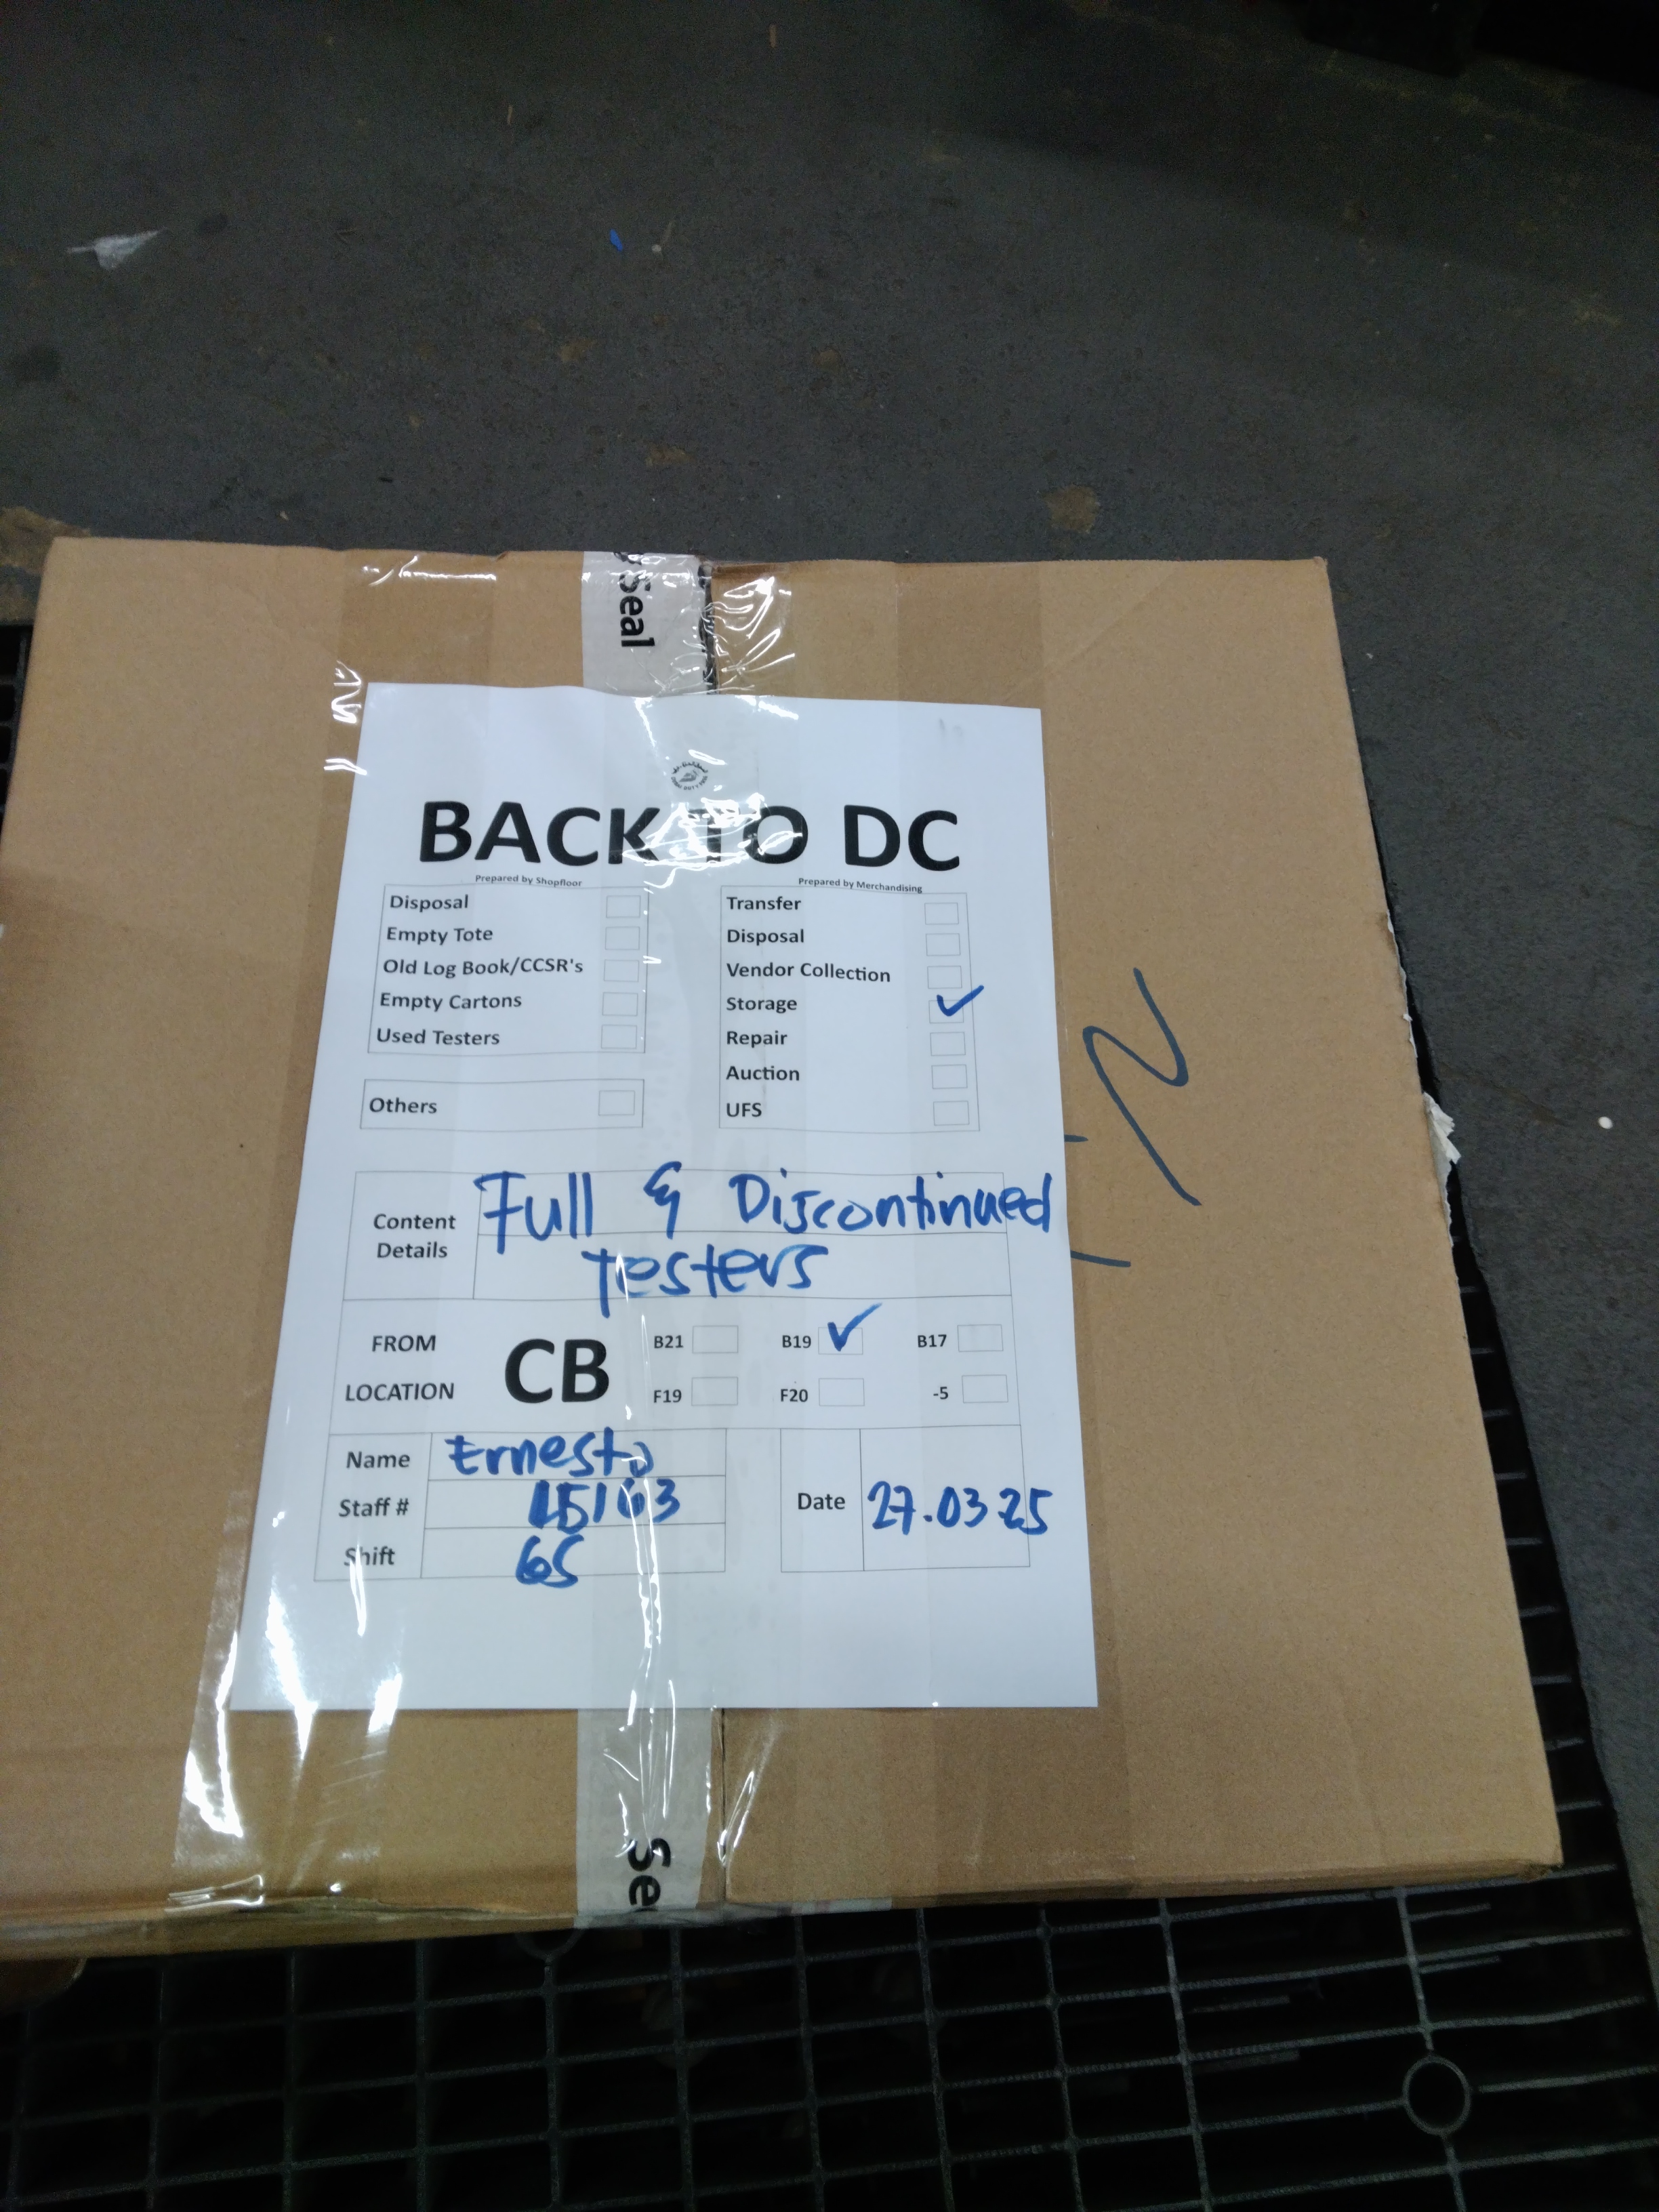 Seal
BACK TO DC
Prepared by Shopfloor
Disposal
Empty Tote
Old Log Book/CCSR's
Empty Cartons
Used Testers
Others
Prepared by Merchandising
Transfer
Disposal
Vendor Collection
Storage ✓
Repair
Auction
UFS
Content Details
Full & Discontinued
Testers
FROM LOCATION
CB
B21 B19 ✓ B17
F19 F20 -5
Name Ernesto
Staff #
Shift
Date 27.03 25
Se